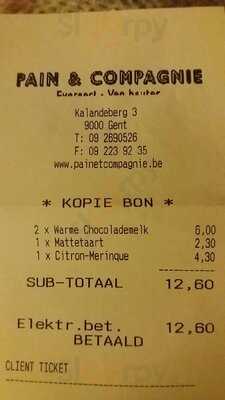 PAIN & COMPAGNIE
Kalandeberg 3
9000 Gent
T: 09 2690526
F: 09 223 92 35
www.painetcompagnie.be
* KOPIE BON *
2 x Warme Chocolademelk 6,00
1 x Mattetaart 2,30
1 x Citron-Merinque 4,30
SUB-TOTAAL 12,60
Elektr.bet. 12,60
BETAALD
CLIENT TICKET